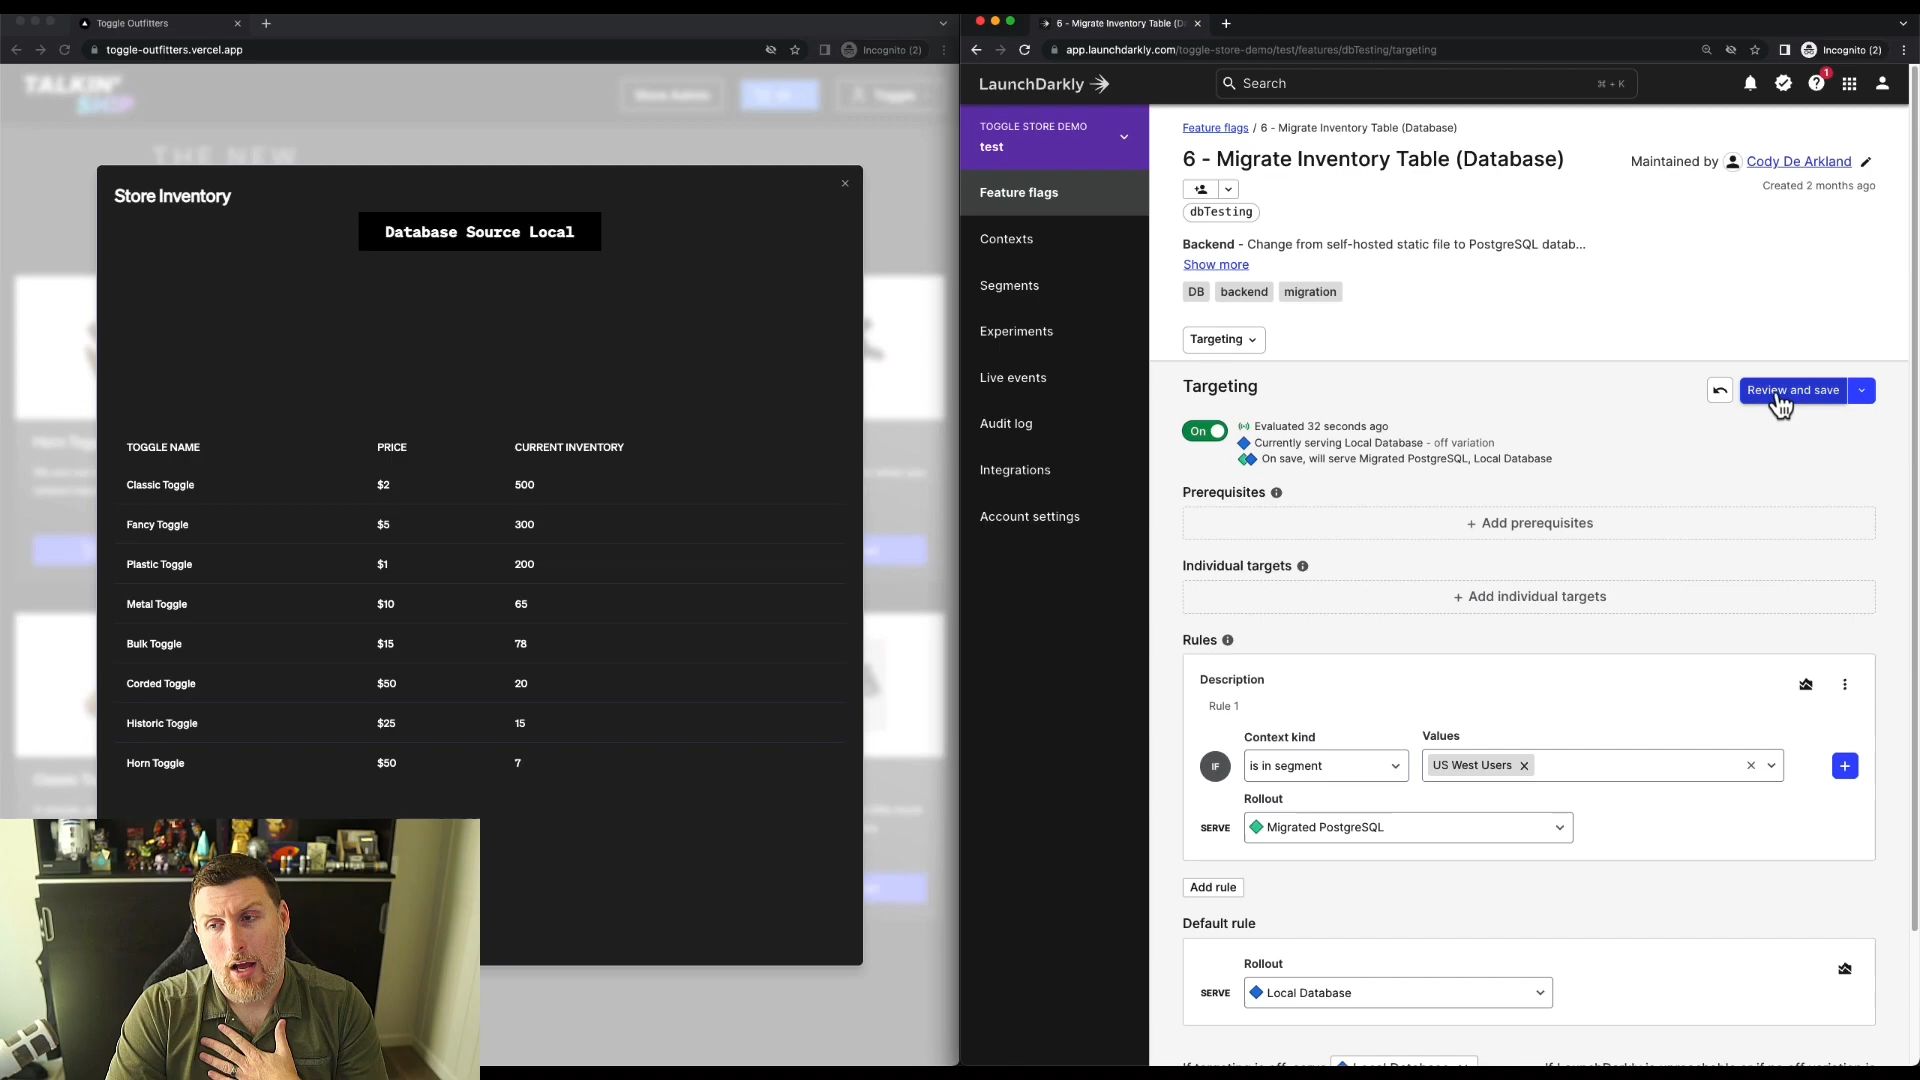 Toggle Outfitters
toggle-outfitters.vercel.app
Incognito (2)
TALKIN'
SHOP
Store Admin
Toggle
THE NEW
Store Inventory
Database Source Local
TOGGLE NAME PRICE CURRENT INVENTORY
Classic Toggle $2 500
Fancy Toggle $5 300
Plastic Toggle $1 200
Metal Toggle $10 65
Bulk Toggle $15 78
Corded Toggle $50 20
Historic Toggle $25 15
Horn Toggle $50 7
6 - Migrate Inventory Table (D
app.launchdarkly.com/toggle-store-demo/test/features/dbTesting/targeting
Incognito (2)
LaunchDarkly
Search
⌘ + K
1
TOGGLE STORE DEMO
test
Feature flags
Contexts
Segments
Experiments
Live events
Audit log
Integrations
Account settings
Feature flags / 6 - Migrate Inventory Table (Database)
6 - Migrate Inventory Table (Database)
Maintained by Cody De Arkland
Created 2 months ago
dbTesting
Backend - Change from self-hosted static file to PostgreSQL datab...
Show more
DB backend migration
Targeting
Targeting
Review and save
On
Evaluated 32 seconds ago
Currently serving Local Database - off variation
On save, will serve Migrated PostgreSQL, Local Database
Prerequisites
+ Add prerequisites
Individual targets
+ Add individual targets
Rules
Description
Rule 1
Context kind Values
IF is in segment US West Users
Rollout
SERVE Migrated PostgreSQL
Add rule
Default rule
Rollout
SERVE Local Database